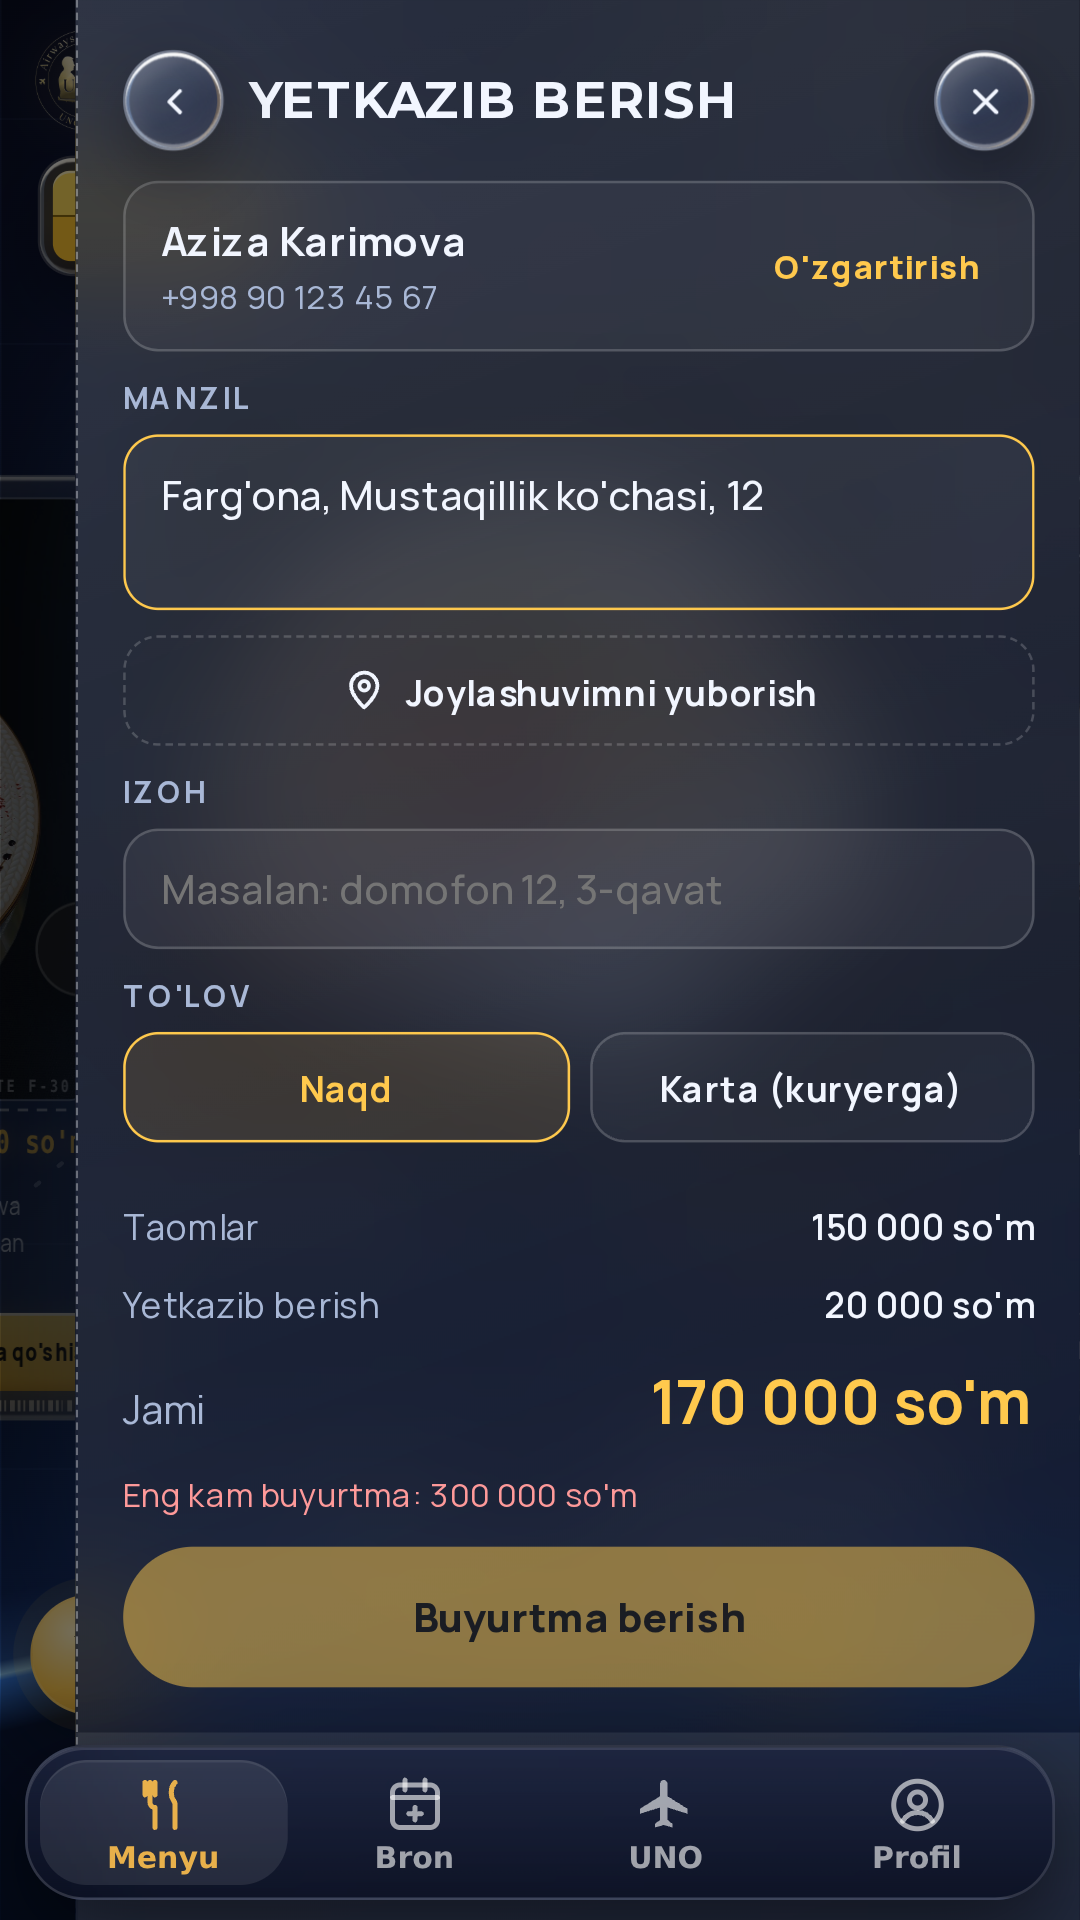 YETKAZIB BERISH
Aziza Karimova
+998 90 123 45 67
O'zgartirish
MANZIL
Farg'ona, Mustaqillik ko'chasi, 12
Joylashuvimni yuborish
IZOH
Masalan: domofon 12, 3-qavat
TO'LOV
Naqd
Karta (kuryerga)
Taomlar
150 000 so'm
Yetkazib berish
20 000 so'm
Jami
170 000 so'm
Eng kam buyurtma: 300 000 so'm
Buyurtma berish
Menyu
Bron
UNO
Profil